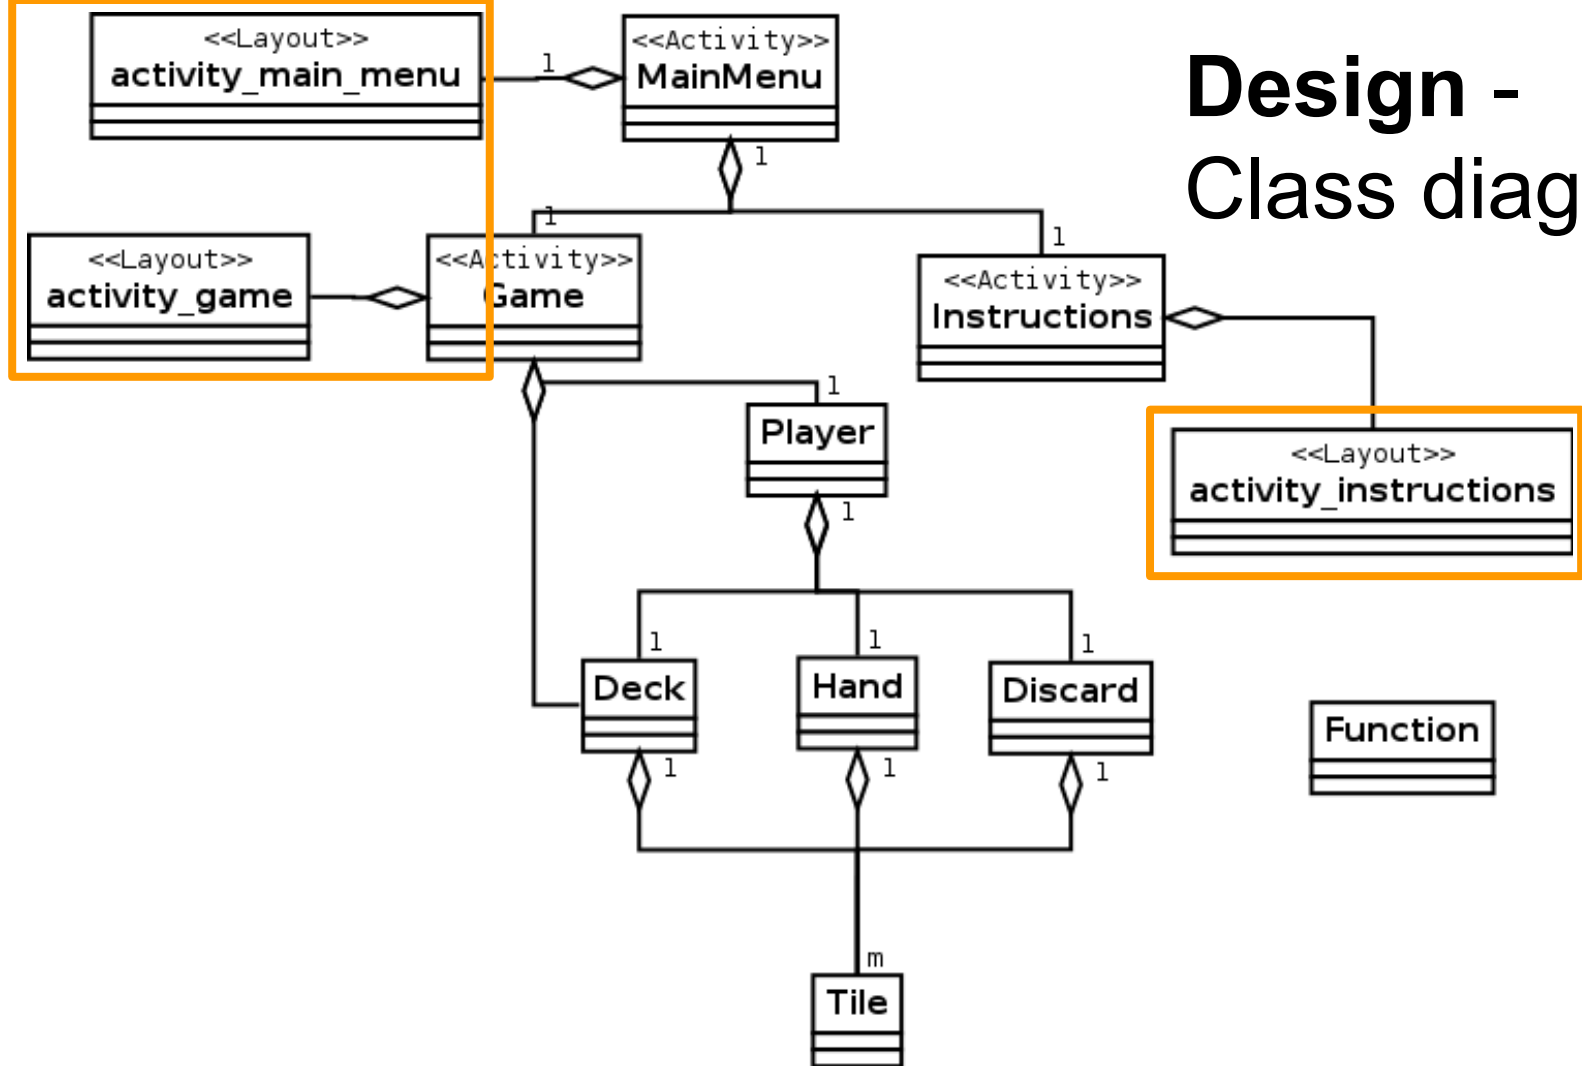 <<Layout>>
activity_main_menu
1
<<Activity>>
MainMenu
Design -
Class diag
1
1
1
<<Layout>>
activity_game
<<Activity>>
Game
<<Activity>>
Instructions
1
Player
<<Layout>>
activity_instructions
1
1
1
1
Deck
Hand
Discard
Function
1
1
1
m
Tile